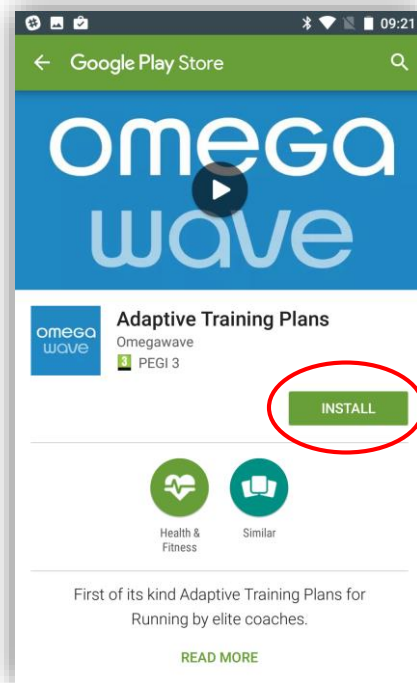 09:21
Google Play Store
omega
wave
omega
wave
Adaptive Training Plans
Omegawave
3 PEGI 3
INSTALL
Health &
Fitness
Similar
First of its kind Adaptive Training Plans for
Running by elite coaches.
READ MORE